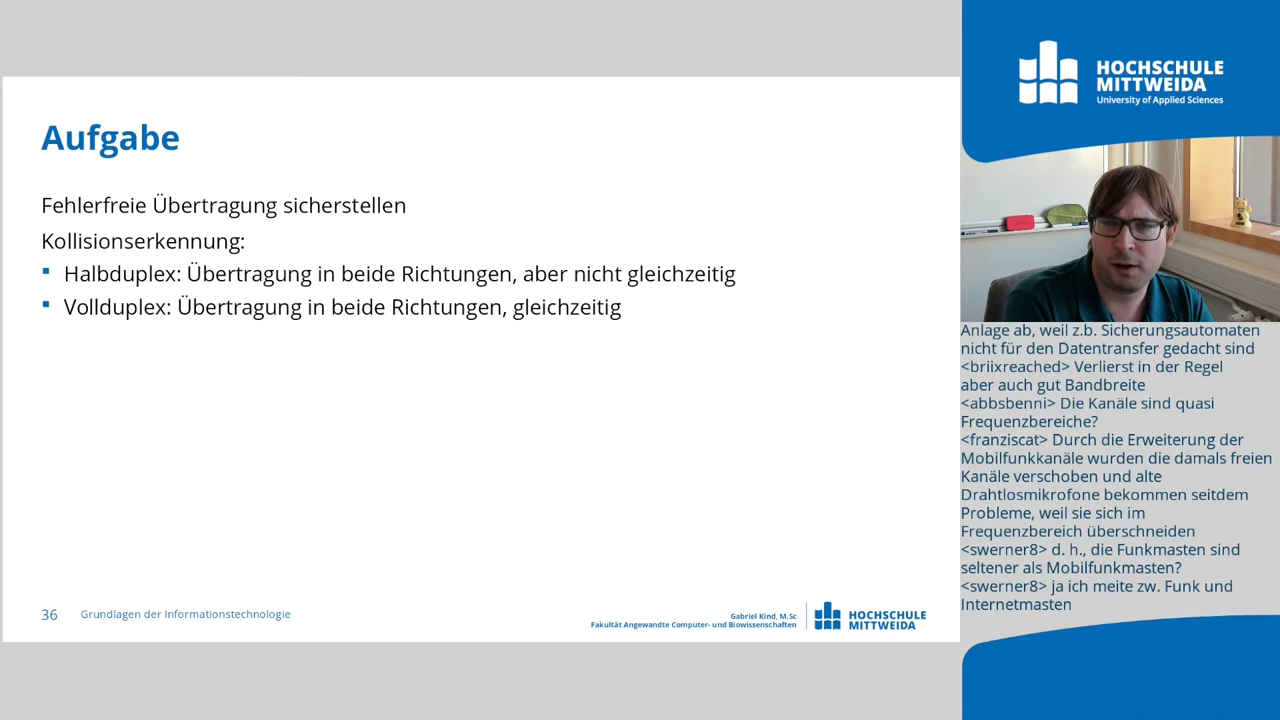 Aufgabe
Fehlerfreie Übertragung sicherstellen
Kollisionserkennung:
Halbduplex: Übertragung in beide Richtungen, aber nicht gleichzeitig
Vollduplex: Übertragung in beide Richtungen, gleichzeitig
36 Grundlagen der Informationstechnologie
Gabriel Kind, M.Sc
Fakultät Angewandte Computer- und Biowissenschaften
HOCHSCHULE
MITTWEIDA
HOCHSCHULE
MITTWEIDA
University of Applied Sciences
Anlage ab, weil z.b. Sicherungsautomaten
nicht für den Datentransfer gedacht sind
<briixreached> Verlierst in der Regel
aber auch gut Bandbreite
<abbsbenni> Die Kanäle sind quasi
Frequenzbereiche?
<franziscat> Durch die Erweiterung der
Mobilfunkkanäle wurden die damals freien
Kanäle verschoben und alte
Drahtlosmikrofone bekommen seitdem
Probleme, weil sie sich im
Frequenzbereich überschneiden
<swerner8> d. h., die Funkmasten sind
seltener als Mobilfunkmasten?
<swerner8> ja ich meite zw. Funk und
Internetmasten